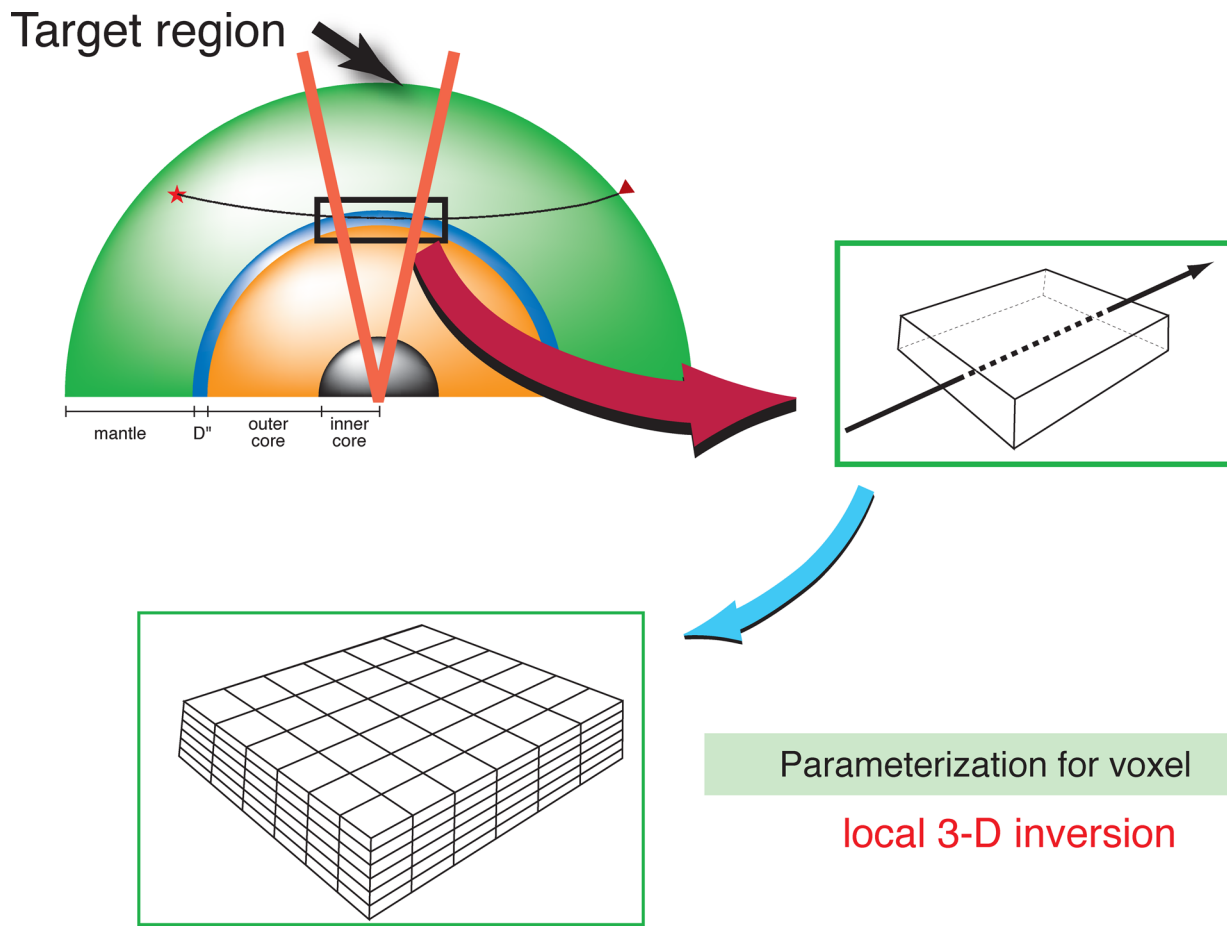 Target region
mantle
D"
outer
core
inner
core
Parameterization for voxel
local 3-D inversion